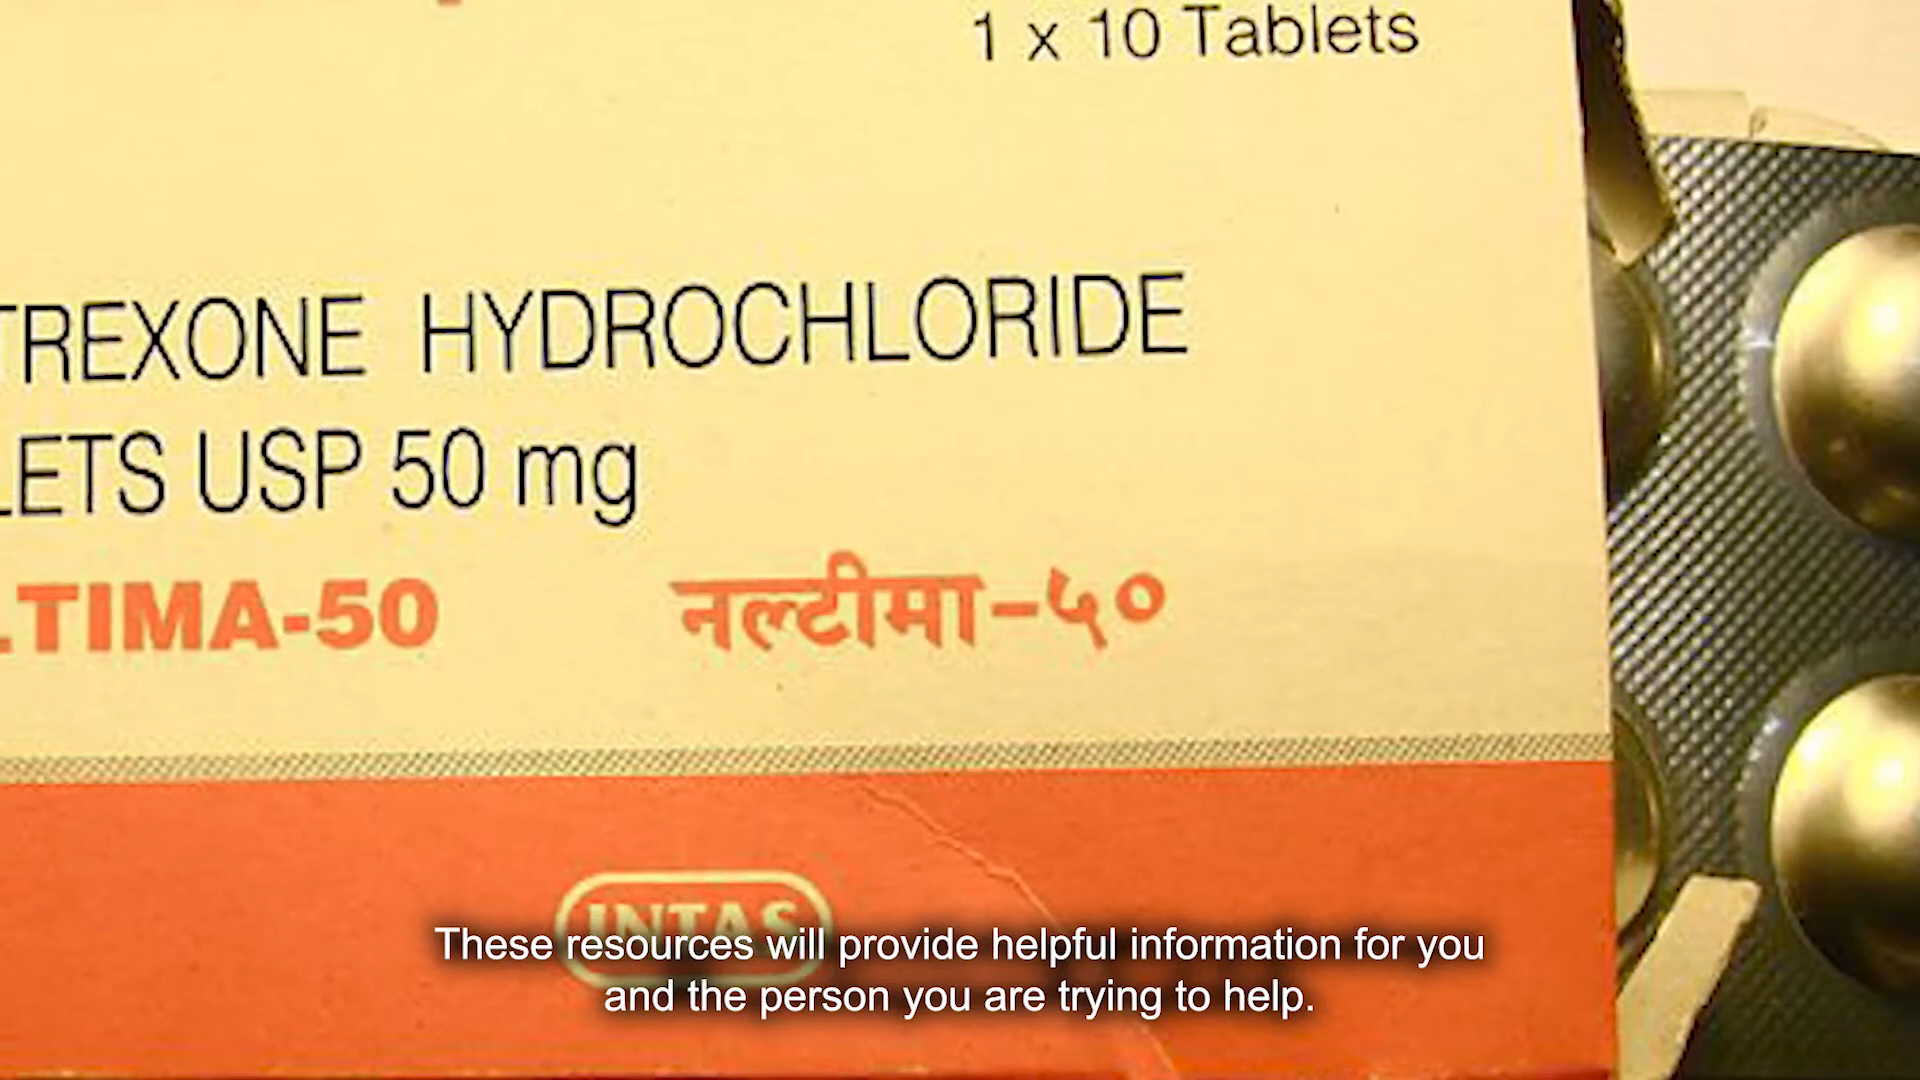 1 x 10 Tablets
TREXONE HYDROCHLORIDE
LETS USP 50 mg
LTIMA-50 नल्टीमा-५०
INTAS
These resources will provide helpful information for you
and the person you are trying to help.